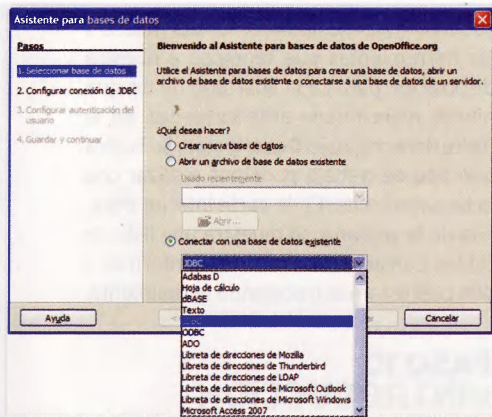 Asistente para bases de datos
Pasos
1. Seleccionar base de datos
2. Configurar conexión de JDBC
3. Configurar autenticación del
usuario
4. Guardar y continuar
Bienvenido al Asistente para bases de datos de OpenOffice.org
Utilice el Asistente para bases de datos para crear una base de datos, abrir un
archivo de base de datos existente o conectarse a una base de datos de un servidor.
¿Qué desea hacer?
Crear nueva base de datos
Abrir un archivo de base de datos existente
Usado recientemente
Abrir...
Conectar con una base de datos existente
JDBC
Adabas D
Hoja de cálculo
dBASE
Texto
ODBC
ADO
Libreta de direcciones de Mozilla
Libreta de direcciones de Thunderbird
Libreta de direcciones de LDAP
Libreta de direcciones de Microsoft Outlook
Libreta de direcciones de Microsoft Windows
Microsoft Access 2007
Ayuda
Cancelar